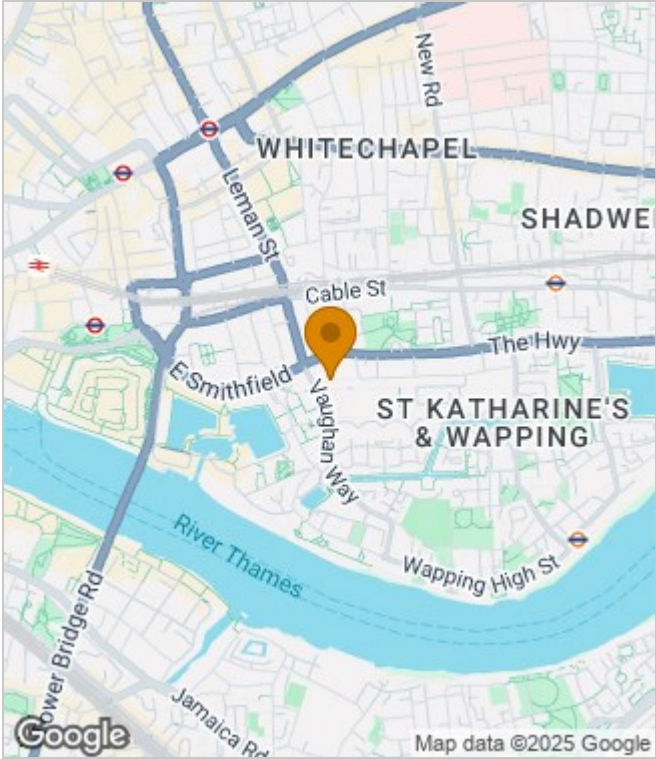 New Rd
WHITECHAPEL
Leman St
SHADWE
Cable St
The Hwy
E Smithfield
Vaughan Way
ST KATHARINE'S
& WAPPING
River Thames
Wapping High St
ower Bridge Rd
Jamaica Rd
Google
Map data ©2025 Google